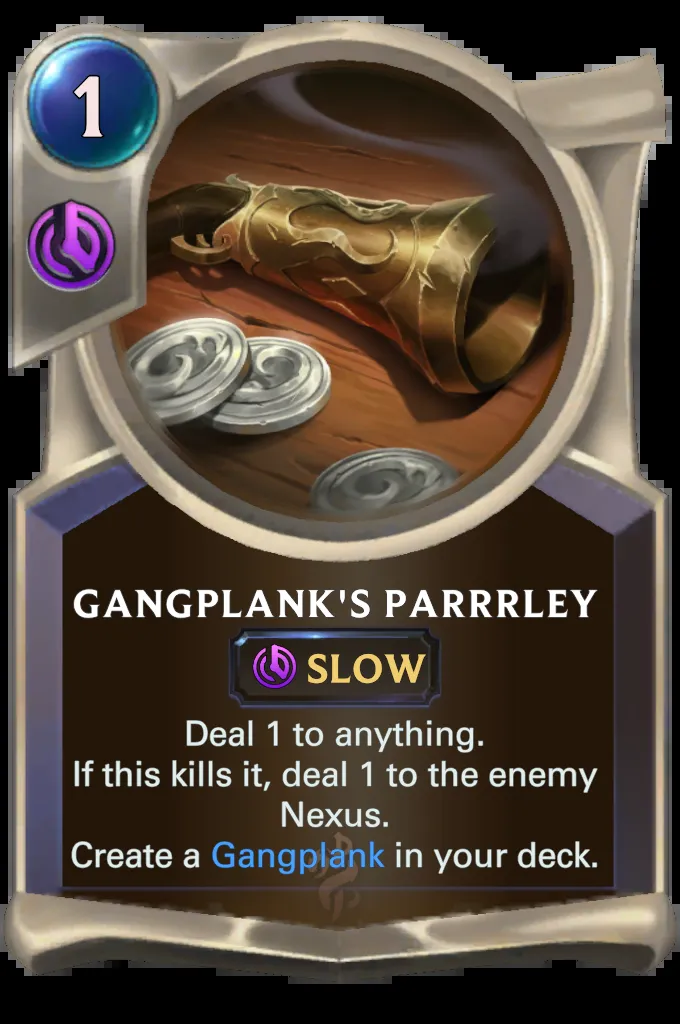 1
GANGPLANK'S PARRRLEY
SLOW
Deal 1 to anything.
If this kills it, deal 1 to the enemy
Nexus.
Create a Gangplank in your deck.